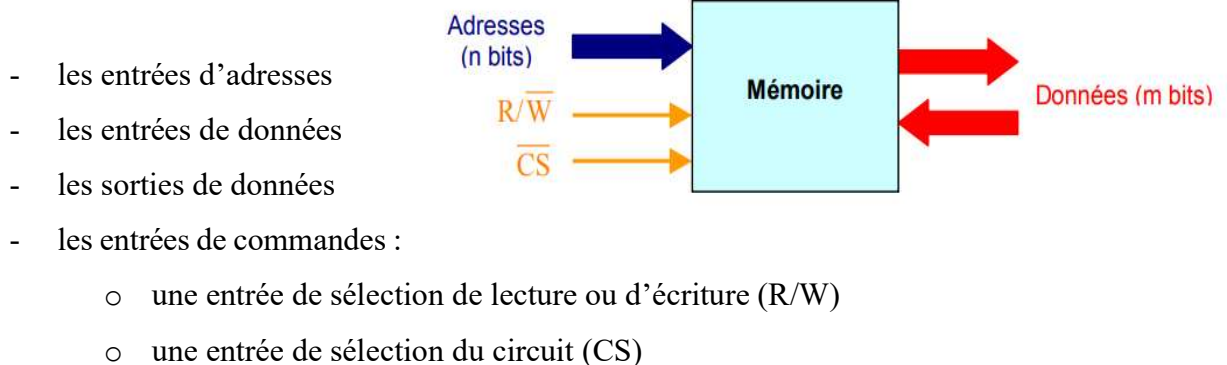 Adresses
(n bits)
R/W̅
C̅S̅
Mémoire
Données (m bits)
- les entrées d’adresses
- les entrées de données
- les sorties de données
- les entrées de commandes :
o une entrée de sélection de lecture ou d’écriture (R/W)
o une entrée de sélection du circuit (CS)